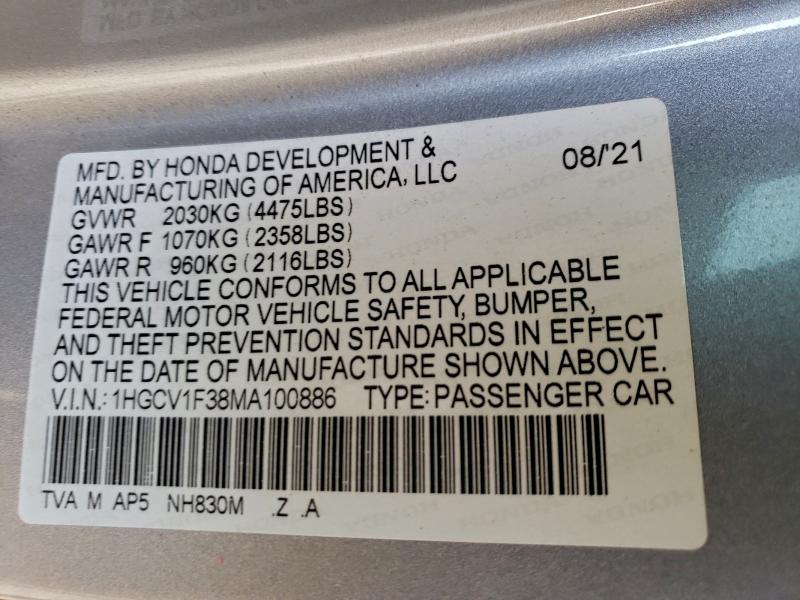 MFD. BY HONDA DEVELOPMENT &
MANUFACTURING OF AMERICA, LLC
08/'21
GVWR 2030KG (4475LBS)
GAWR F 1070KG (2358LBS)
GAWR R 960KG (2116LBS)
THIS VEHICLE CONFORMS TO ALL APPLICABLE
FEDERAL MOTOR VEHICLE SAFETY, BUMPER,
AND THEFT PREVENTION STANDARDS IN EFFECT
ON THE DATE OF MANUFACTURE SHOWN ABOVE.
V.I.N.: 1HGCV1F38MA100886 TYPE: PASSENGER CAR
TVA M AP5 NH830M .Z .A